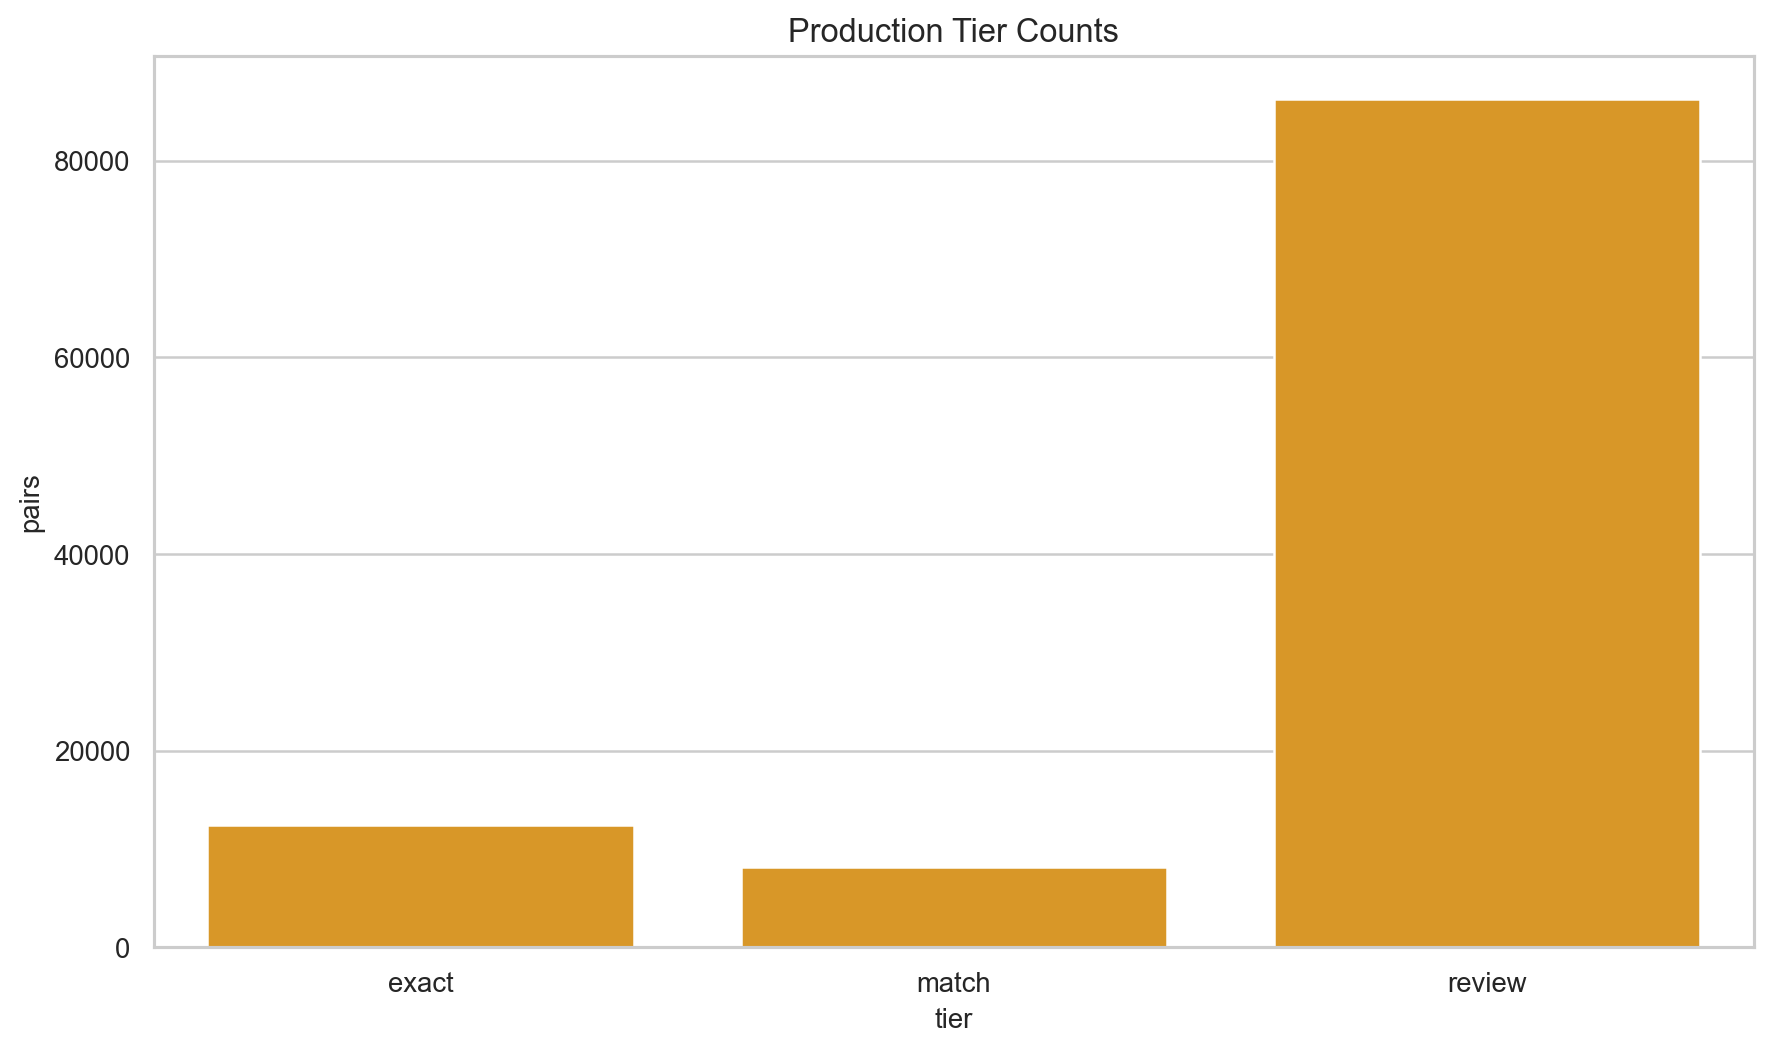 Production Tier Counts
80000
60000
40000
20000
0
pairs
exact match review
tier